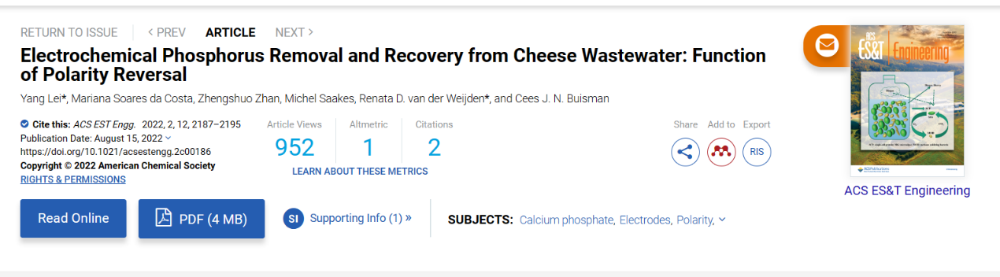 RETURN TO ISSUE < PREV ARTICLE NEXT >
Electrochemical Phosphorus Removal and Recovery from Cheese Wastewater: Function
of Polarity Reversal
Yang Lei*, Mariana Soares da Costa, Zhengshuo Zhan, Michel Saakes, Renata D. van der Weijden*, and Cees J. N. Buisman
Cite this: ACS EST Engg. 2022, 2, 12, 2187–2195
Publication Date: August 15, 2022
https://doi.org/10.1021/acsestengg.2c00186
Copyright © 2022 American Chemical Society
RIGHTS & PERMISSIONS
Article Views
952
Altmetric
1
Citations
2
LEARN ABOUT THESE METRICS
Share Add to Export
RIS
ACS
ES&T Engineering
ACS Publications
ACS ES&T Engineering
Read Online
PDF (4 MB)
SI Supporting Info (1) »
SUBJECTS: Calcium phosphate, Electrodes, Polarity,